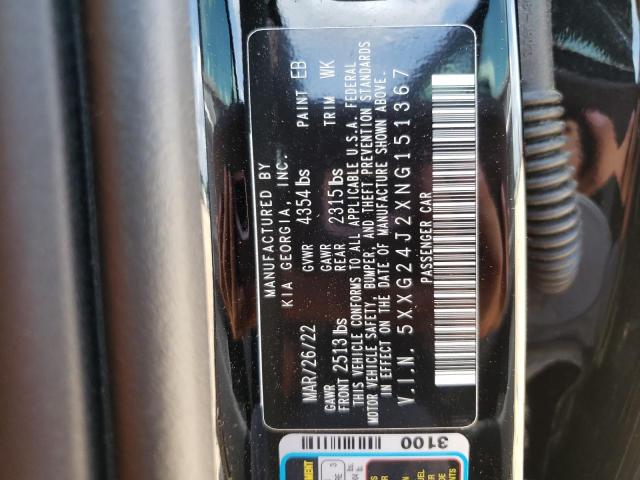 MANUFACTURED BY
KIA GEORGIA, INC.
MAR/26/22 GVWR 4354 lbs PAINT EB
GAWR FRONT 2513 lbs GAWR REAR 2315 lbs TRIM WK
THIS VEHICLE CONFORMS TO ALL APPLICABLE U.S.A. FEDERAL
MOTOR VEHICLE SAFETY, BUMPER, AND THEFT PREVENTION STANDARDS
IN EFFECT ON THE DATE OF MANUFACTURE SHOWN ABOVE.
V.I.N. 5XXG24J2XNG151367
PASSENGER CAR
3100